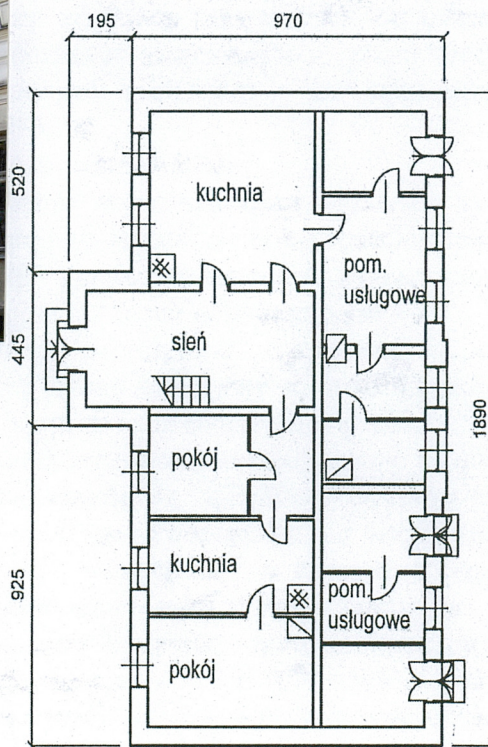 195
970
520
kuchnia
pom.
usługowe
445
sień
1890
pokój
925
kuchnia
pom.
usługowe
pokój